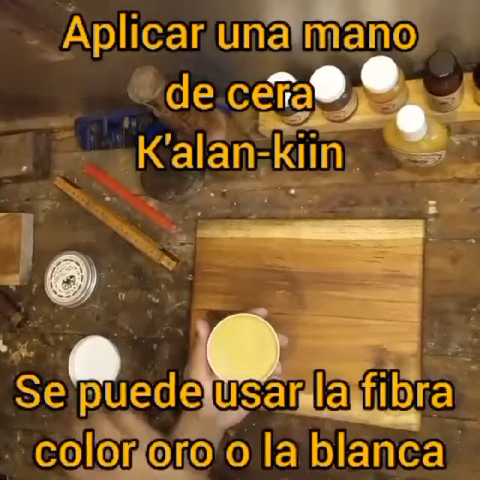 Aplicar una mano
de cera
K'alan-kiin
Se puede usar la fibra
color oro o la blanca